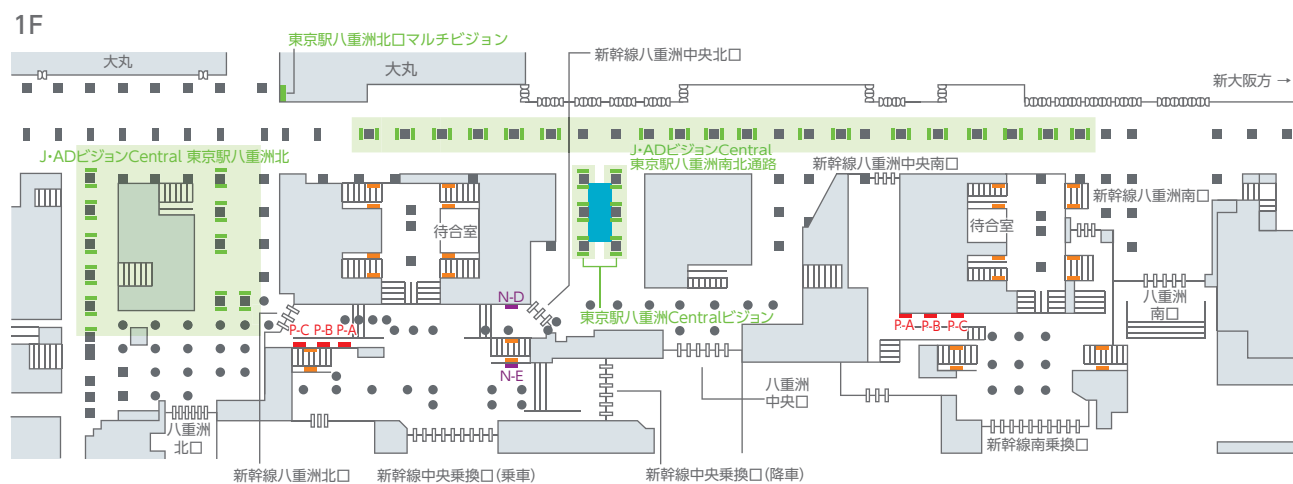 1F
東京駅八重洲北口マルチビジョン
大丸
大丸
新幹線八重洲中央北口
新大阪方 →
J・ADビジョンCentral 東京駅八重洲北
J・ADビジョンCentral
東京駅八重洲南北通路
新幹線八重洲中央南口
新幹線八重洲南口
待合室
待合室
N-D
八重洲
南口
東京駅八重洲Centralビジョン
P-C P-B P-A
P-A P-B P-C
N-E
八重洲
中央口
八重洲
北口
新幹線南乗換口
新幹線八重洲北口
新幹線中央乗換口(乗車)
新幹線中央乗換口(降車)